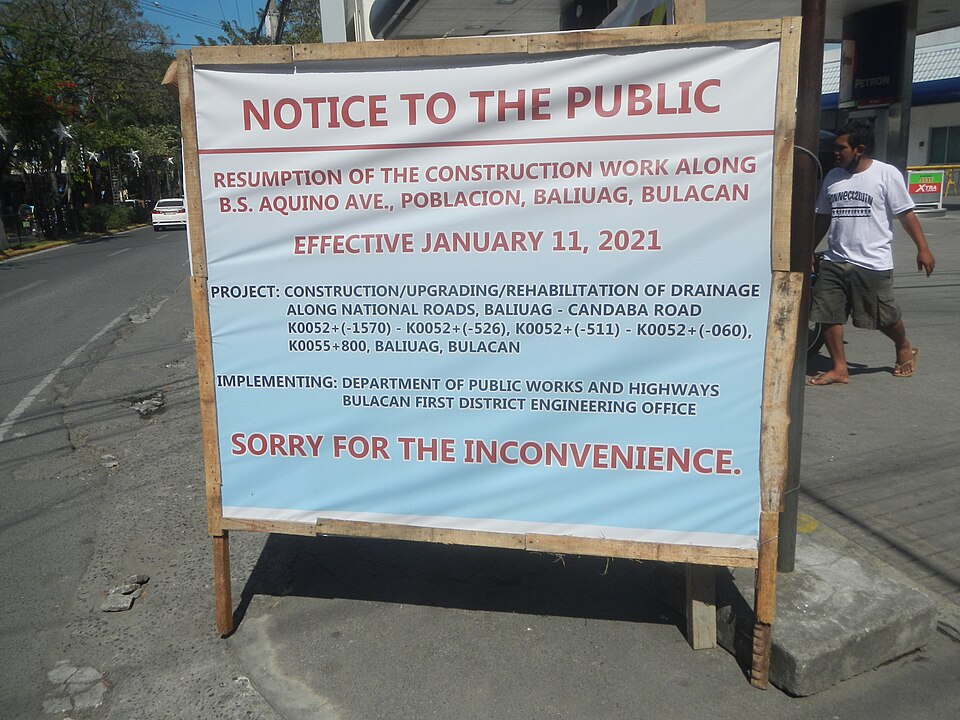 NOTICE TO THE PUBLIC
RESUMPTION OF THE CONSTRUCTION WORK ALONG
B.S. AQUINO AVE., POBLACION, BALIUAG, BULACAN
EFFECTIVE JANUARY 11, 2021
PROJECT: CONSTRUCTION/UPGRADING/REHABILITATION OF DRAINAGE
ALONG NATIONAL ROADS, BALIUAG - CANDABA ROAD
K0052+(-1570) - K0052+(-526), K0052+(-511) - K0052+(-060),
K0055+800, BALIUAG, BULACAN
IMPLEMENTING: DEPARTMENT OF PUBLIC WORKS AND HIGHWAYS
BULACAN FIRST DISTRICT ENGINEERING OFFICE
SORRY FOR THE INCONVENIENCE.
PETRON
XTRA